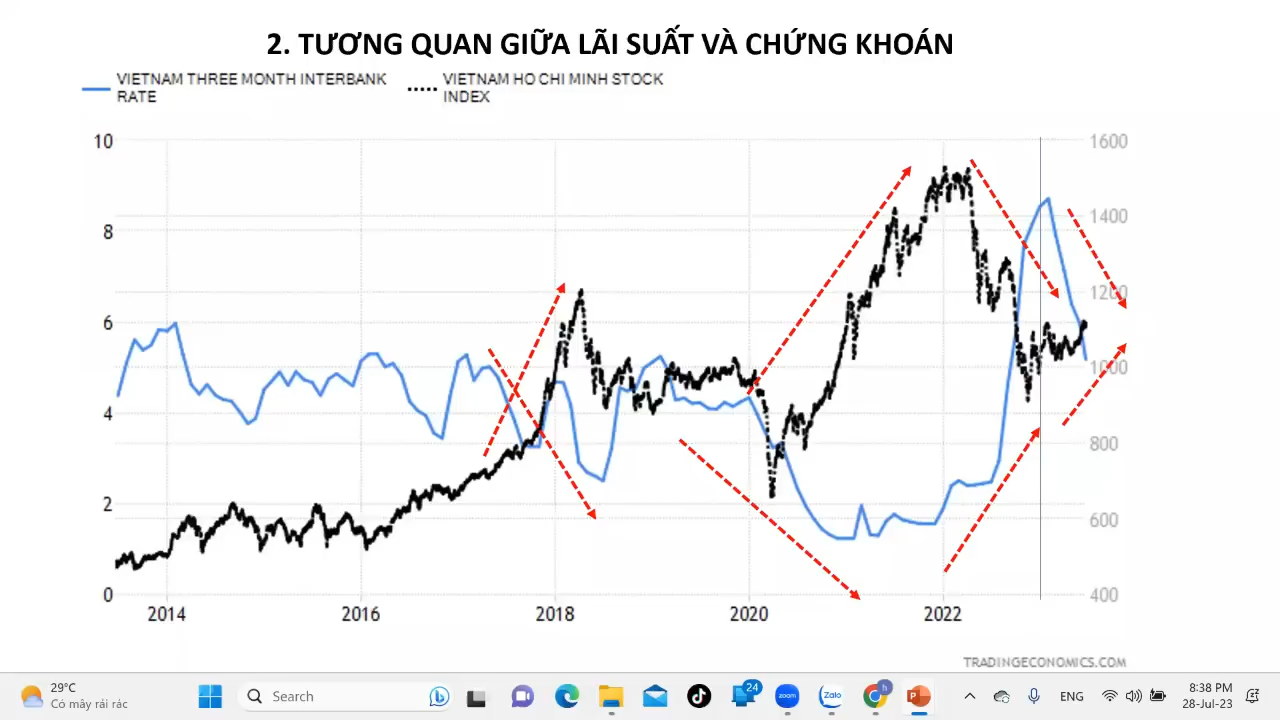 2. TƯƠNG QUAN GIỮA LÃI SUẤT VÀ CHỨNG KHOÁN
VIETNAM THREE MONTH INTERBANK RATE
VIETNAM HO CHI MINH STOCK INDEX
10
8
6
4
2
0
1600
1400
1200
1000
800
600
400
2014
2016
2018
2020
2022
TRADINGECONOMICS.COM
29°C
Có mây rải rác
Search
24
zoom
Zalo
h
P
ENG
8:38 PM
28-Jul-23